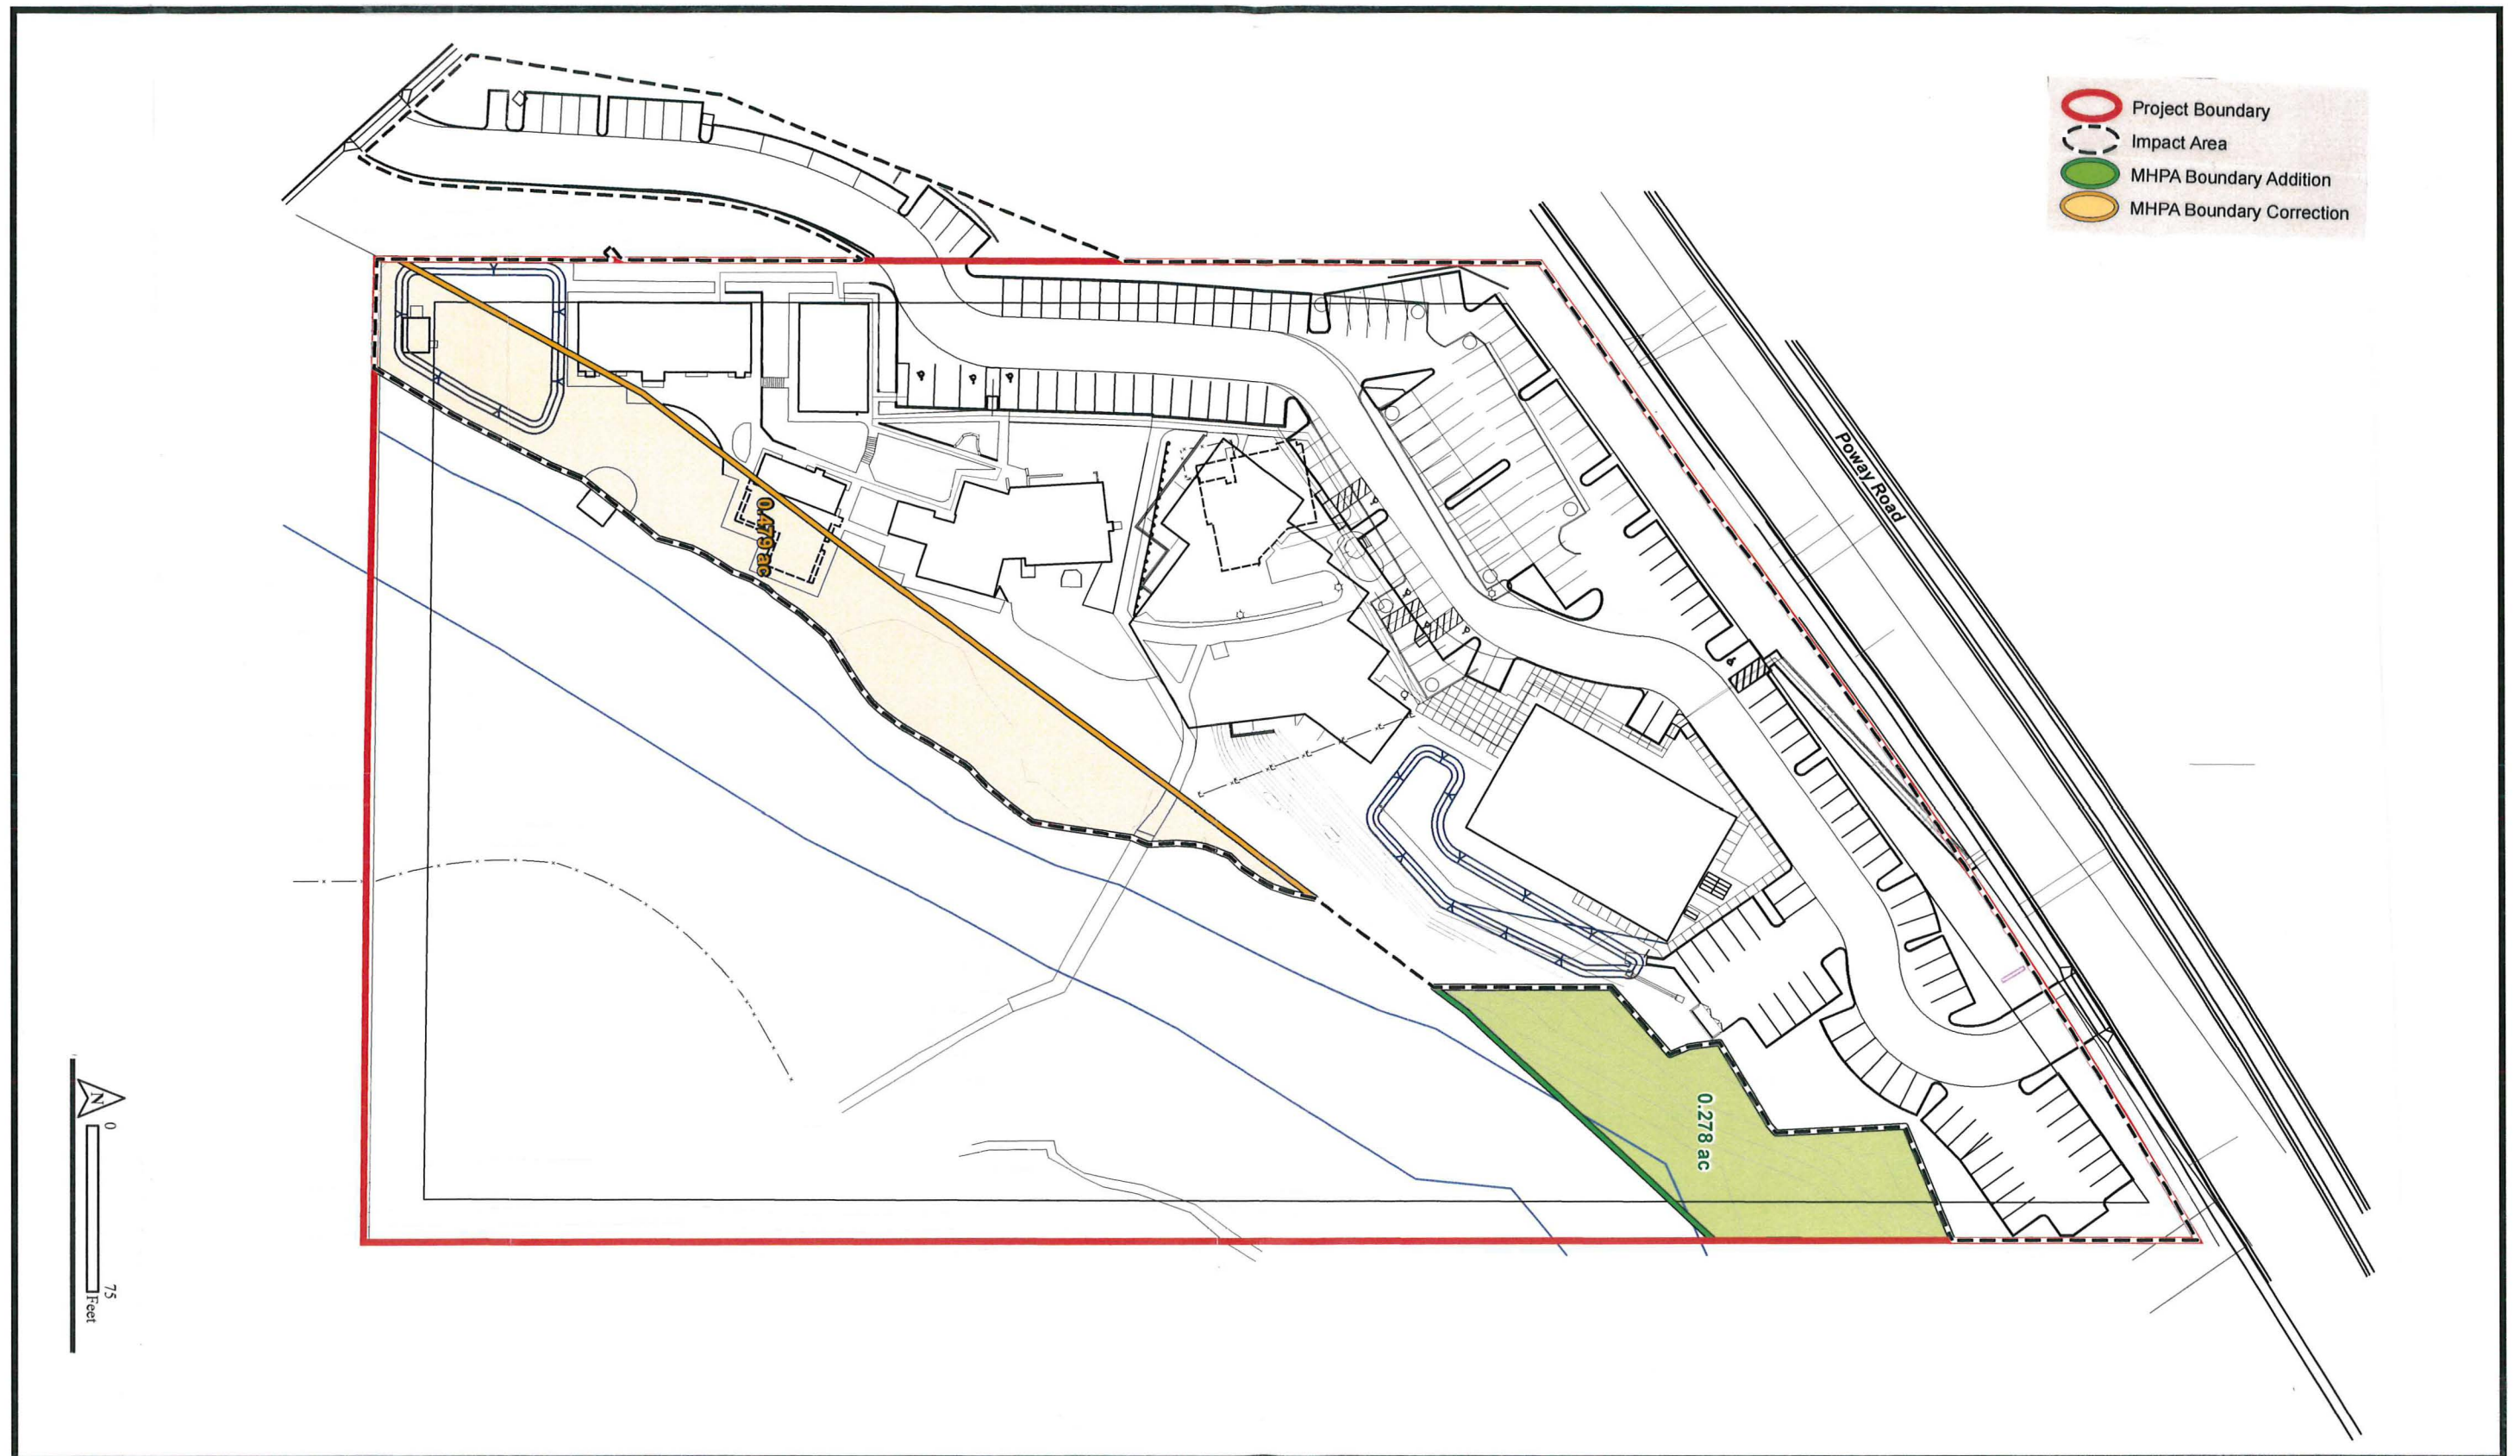 Project Boundary
Impact Area
MHPA Boundary Addition
MHPA Boundary Correction
Poway Road
0.479 ac
0.278 ac
N
0
75
Feet